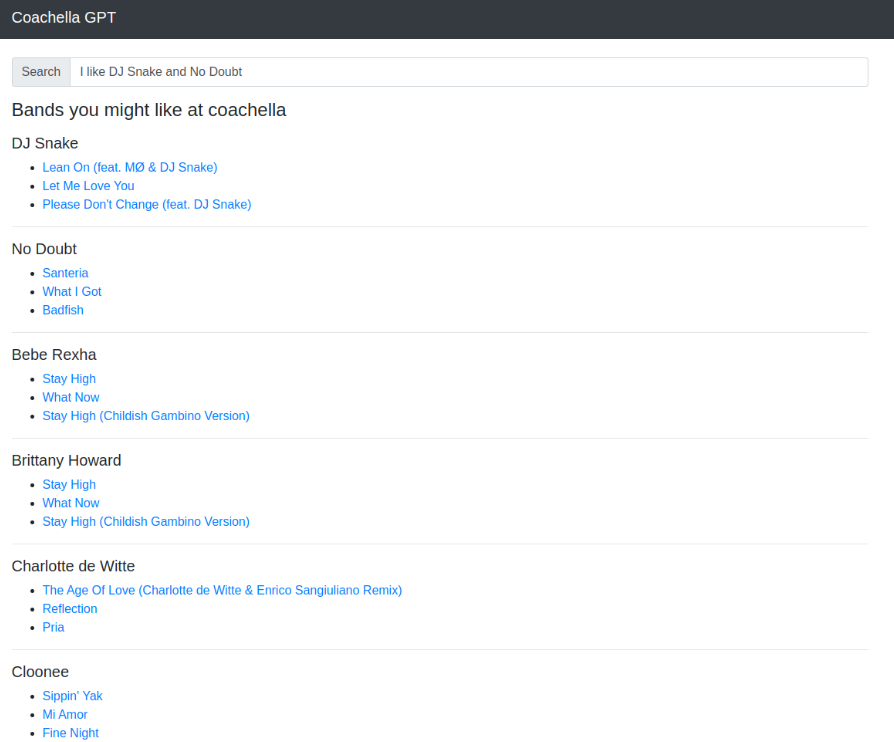 Coachella GPT
Search I like DJ Snake and No Doubt
Bands you might like at coachella
DJ Snake
Lean On (feat. MØ & DJ Snake)
Let Me Love You
Please Don't Change (feat. DJ Snake)
No Doubt
Santeria
What I Got
Badfish
Bebe Rexha
Stay High
What Now
Stay High (Childish Gambino Version)
Brittany Howard
Stay High
What Now
Stay High (Childish Gambino Version)
Charlotte de Witte
The Age Of Love (Charlotte de Witte & Enrico Sangiuliano Remix)
Reflection
Pria
Cloonee
Sippin' Yak
Mi Amor
Fine Night